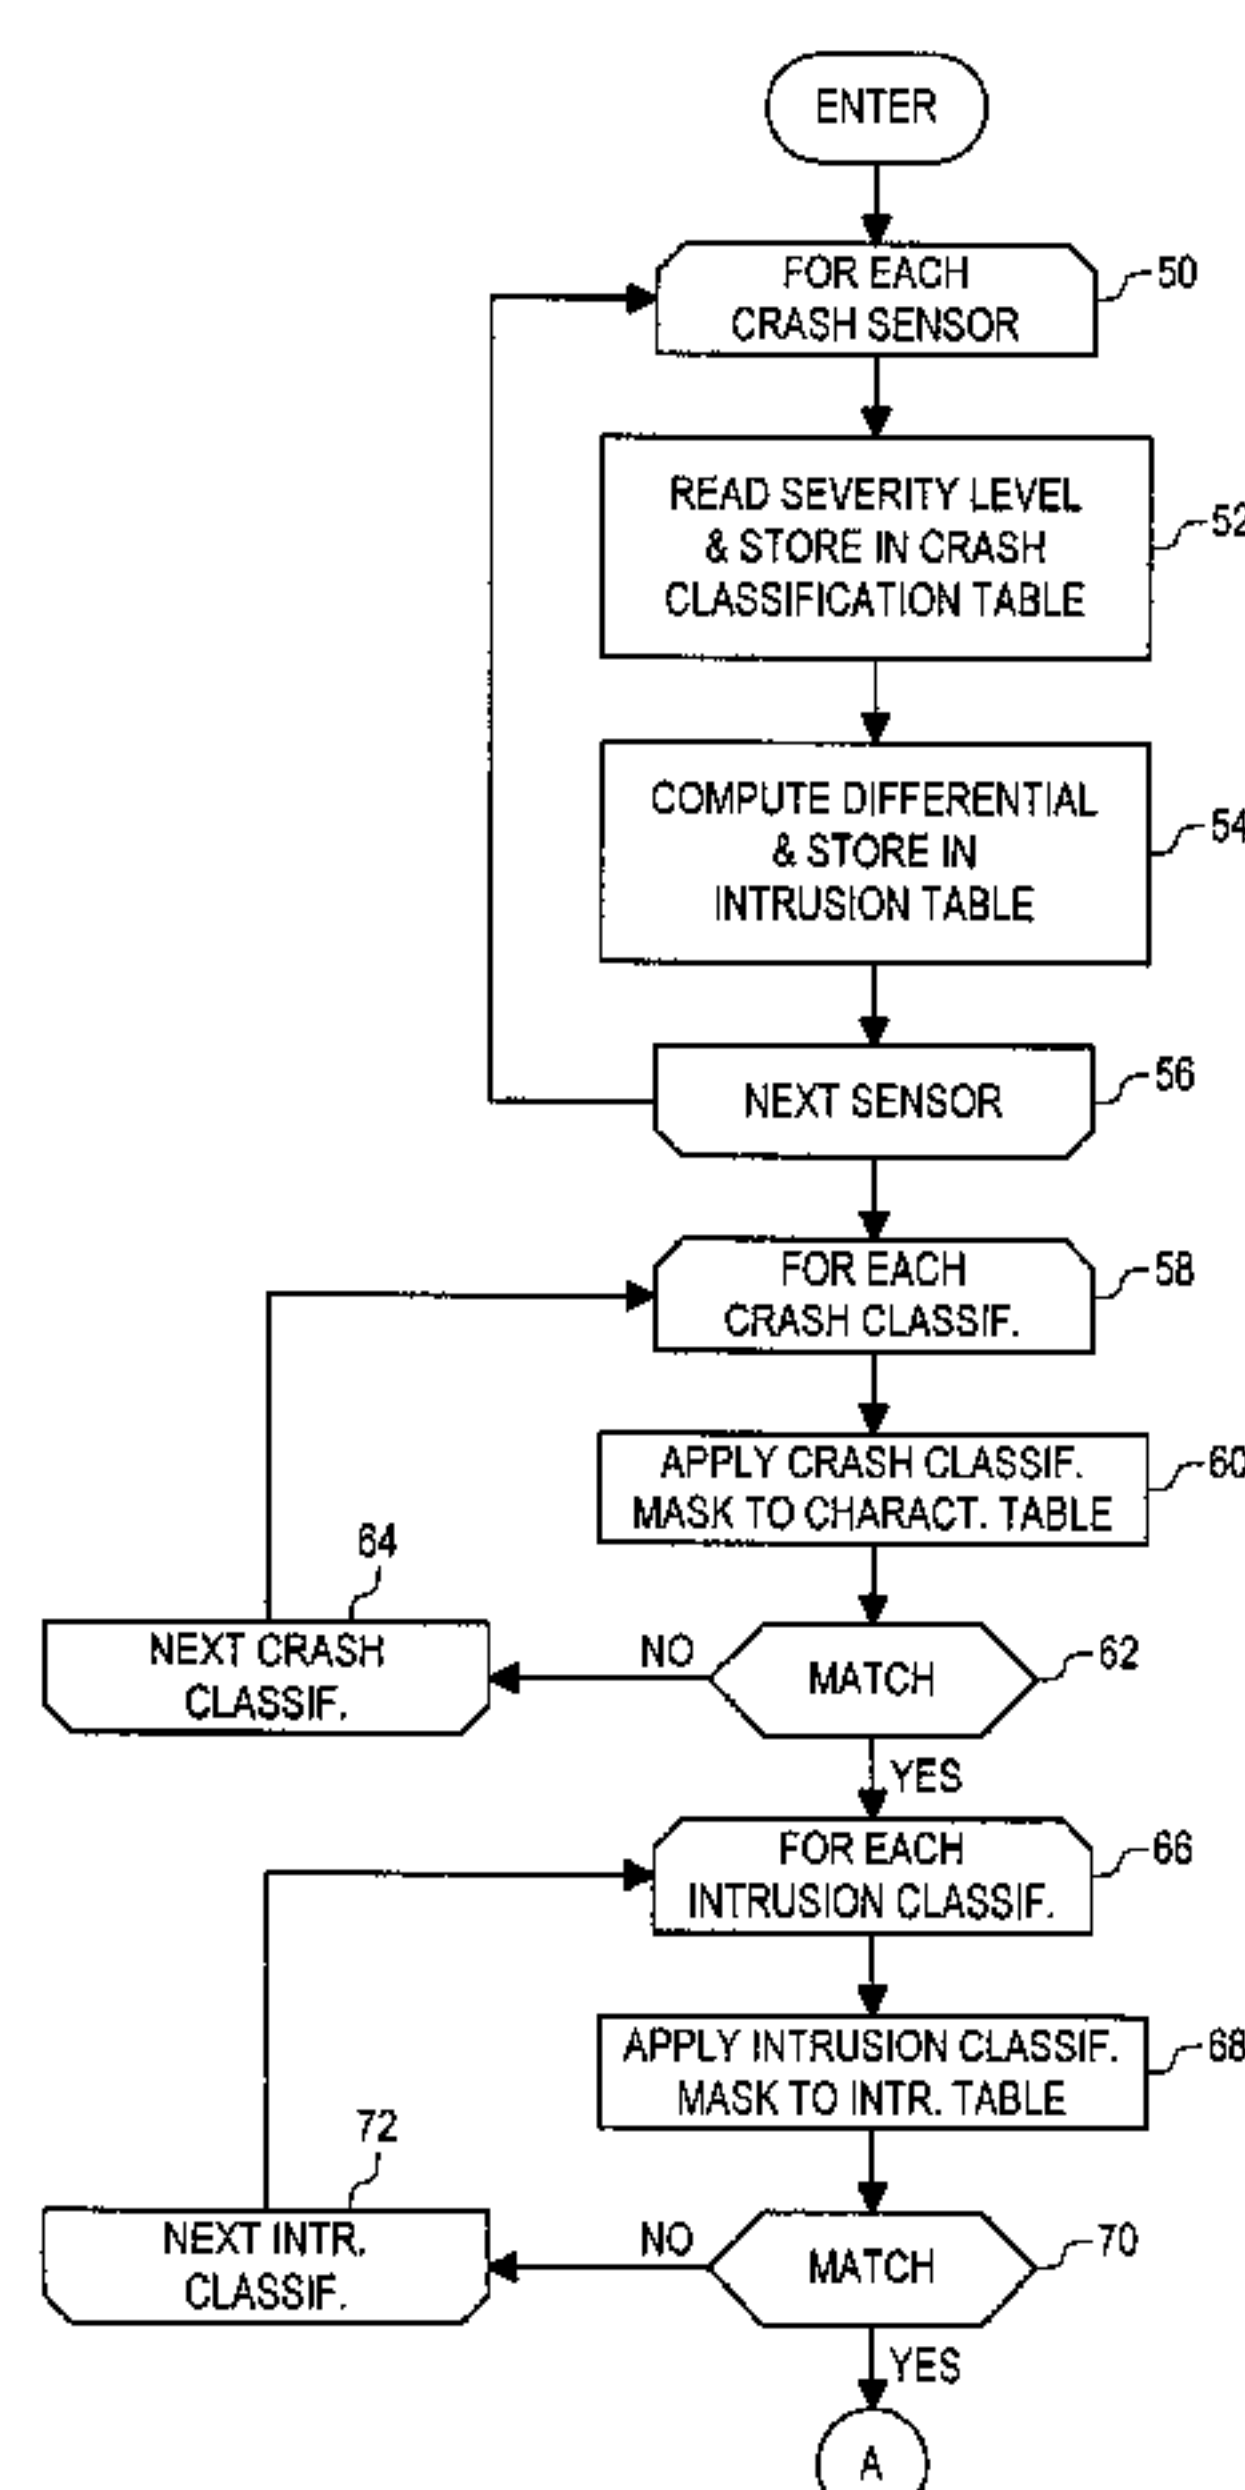 ENTER
FOR EACH
CRASH SENSOR
50
READ SEVERITY LEVEL
& STORE IN CRASH
CLASSIFICATION TABLE
52
COMPUTE DIFFERENTIAL
& STORE IN
INTRUSION TABLE
54
NEXT SENSOR
56
FOR EACH
CRASH CLASSIF.
58
APPLY CRASH CLASSIF.
MASK TO CHARACT. TABLE
60
64
NEXT CRASH
CLASSIF.
NO
MATCH
62
YES
FOR EACH
INTRUSION CLASSIF.
66
APPLY INTRUSION CLASSIF.
MASK TO INTR. TABLE
68
72
NEXT INTR.
CLASSIF.
NO
MATCH
70
YES
A